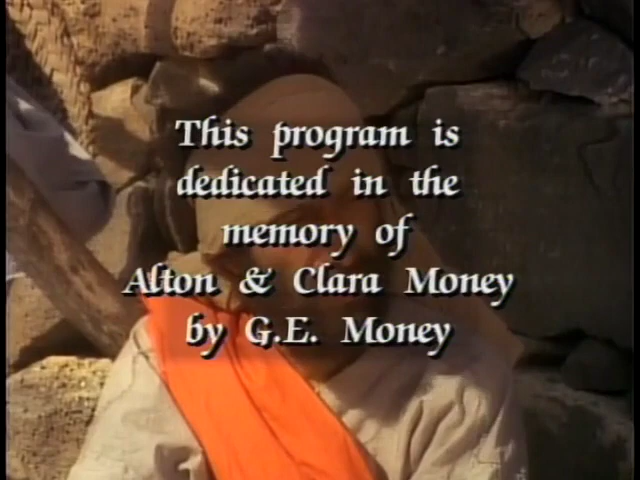 This program is
dedicated in the
memory of
Alton & Clara Money
by G.E. Money